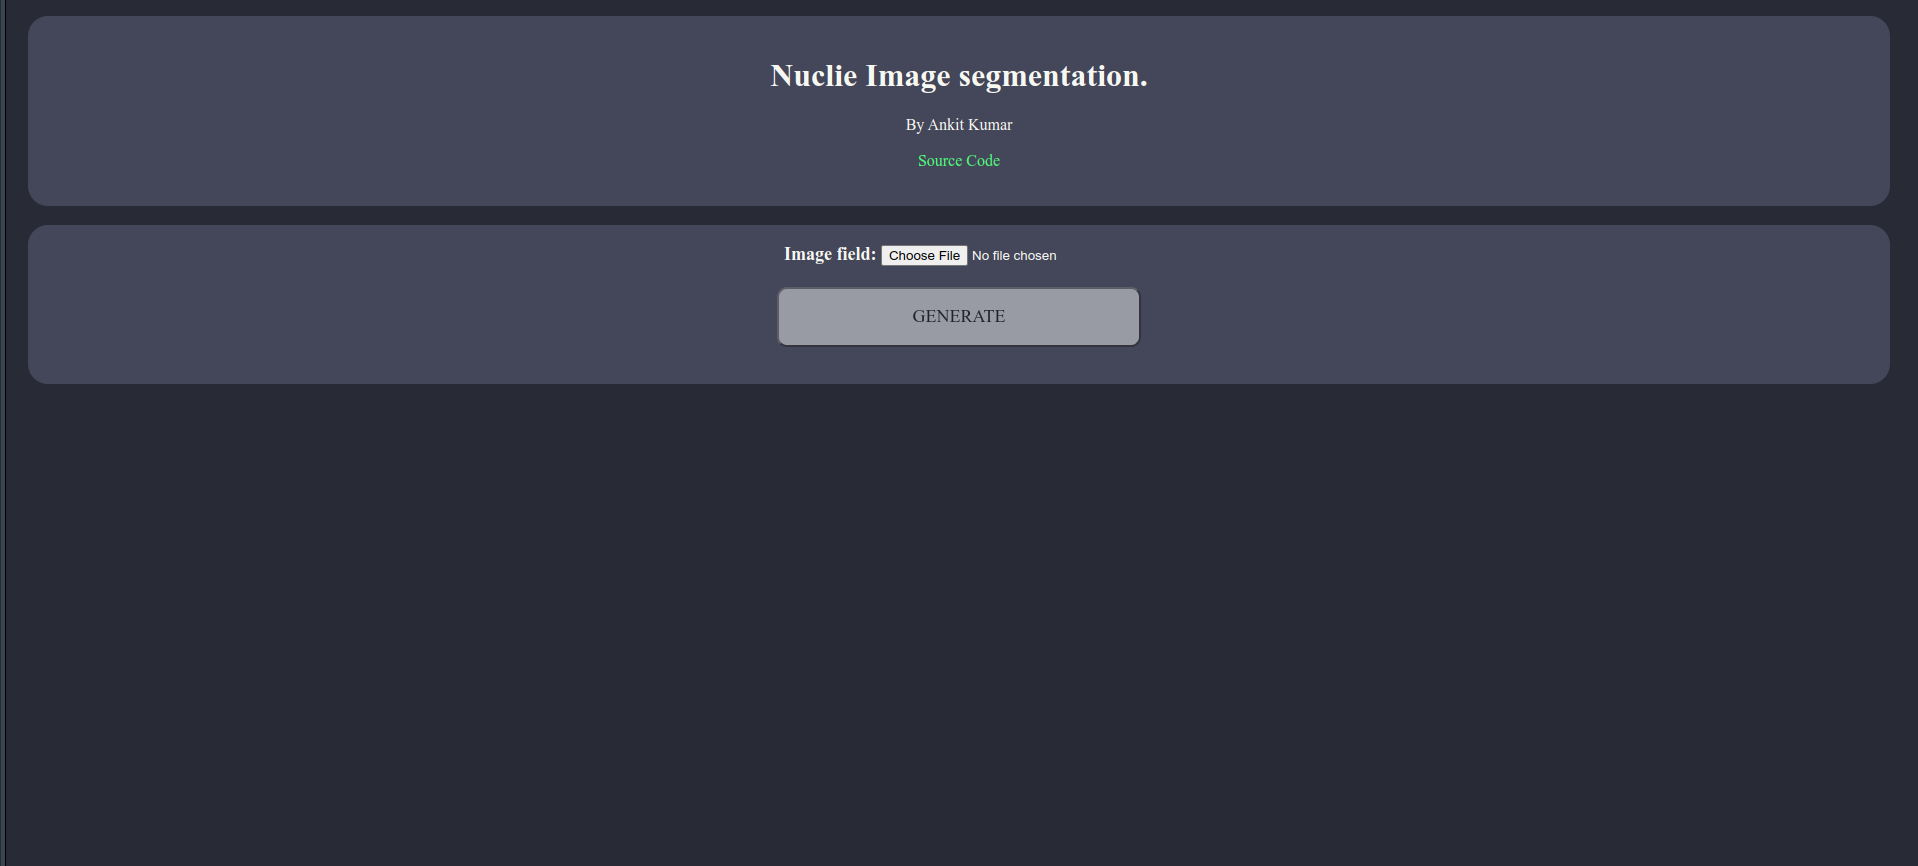 Nuclie Image segmentation.
By Ankit Kumar
Source Code
Image field: Choose File No file chosen
GENERATE